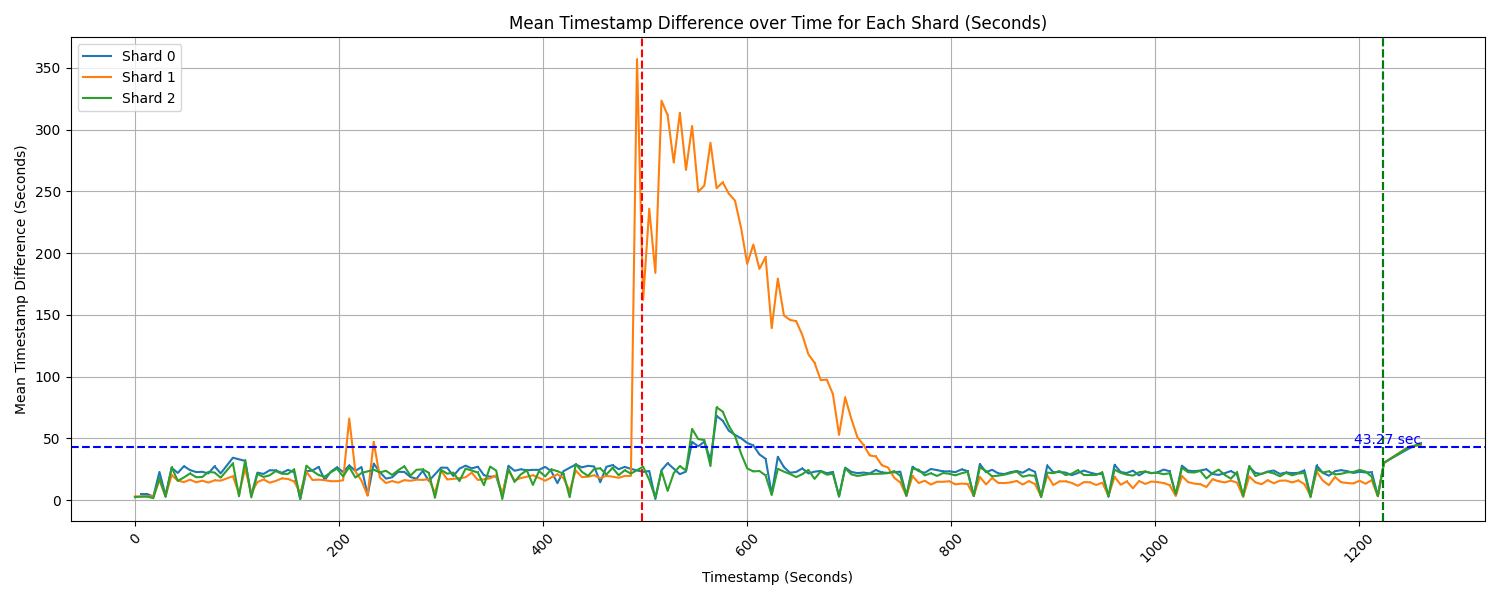 Mean Timestamp Difference over Time for Each Shard (Seconds)
Shard 0
Shard 1
Shard 2
Mean Timestamp Difference (Seconds)
350
300
250
200
150
100
50
0
43.27 sec
0
200
400
600
800
1000
1200
Timestamp (Seconds)